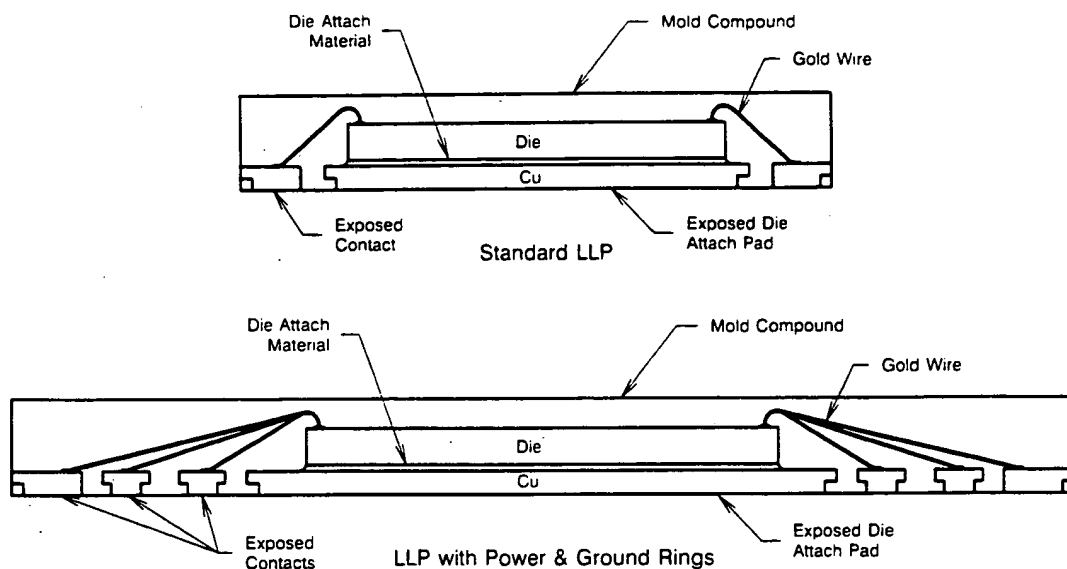 Die Attach
Material
Mold Compound
Gold Wire
Die
Cu
Exposed
Contact
Exposed Die
Attach Pad
Standard LLP
Die Attach
Material
Mold Compound
Gold Wire
Die
Cu
Exposed
Contacts
Exposed Die
Attach Pad
LLP with Power & Ground Rings